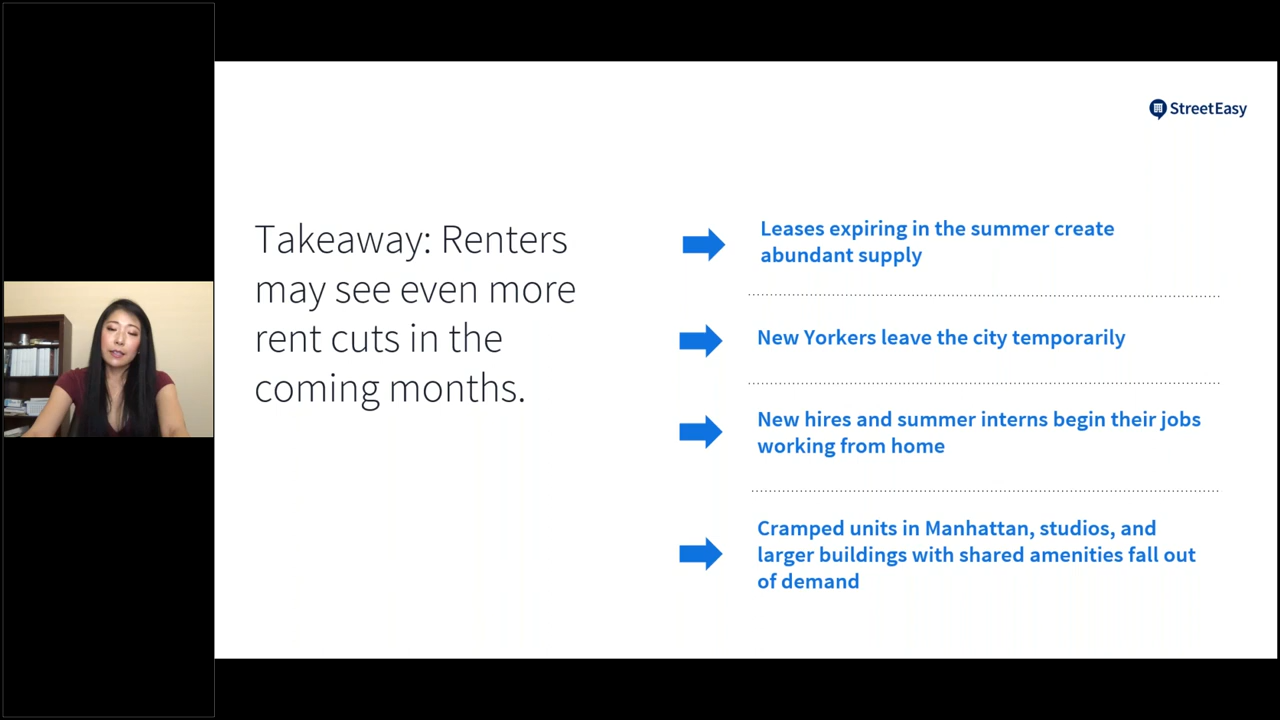 StreetEasy
Takeaway: Renters
may see even more
rent cuts in the
coming months.
Leases expiring in the summer create
abundant supply
New Yorkers leave the city temporarily
New hires and summer interns begin their jobs
working from home
Cramped units in Manhattan, studios, and
larger buildings with shared amenities fall out
of demand